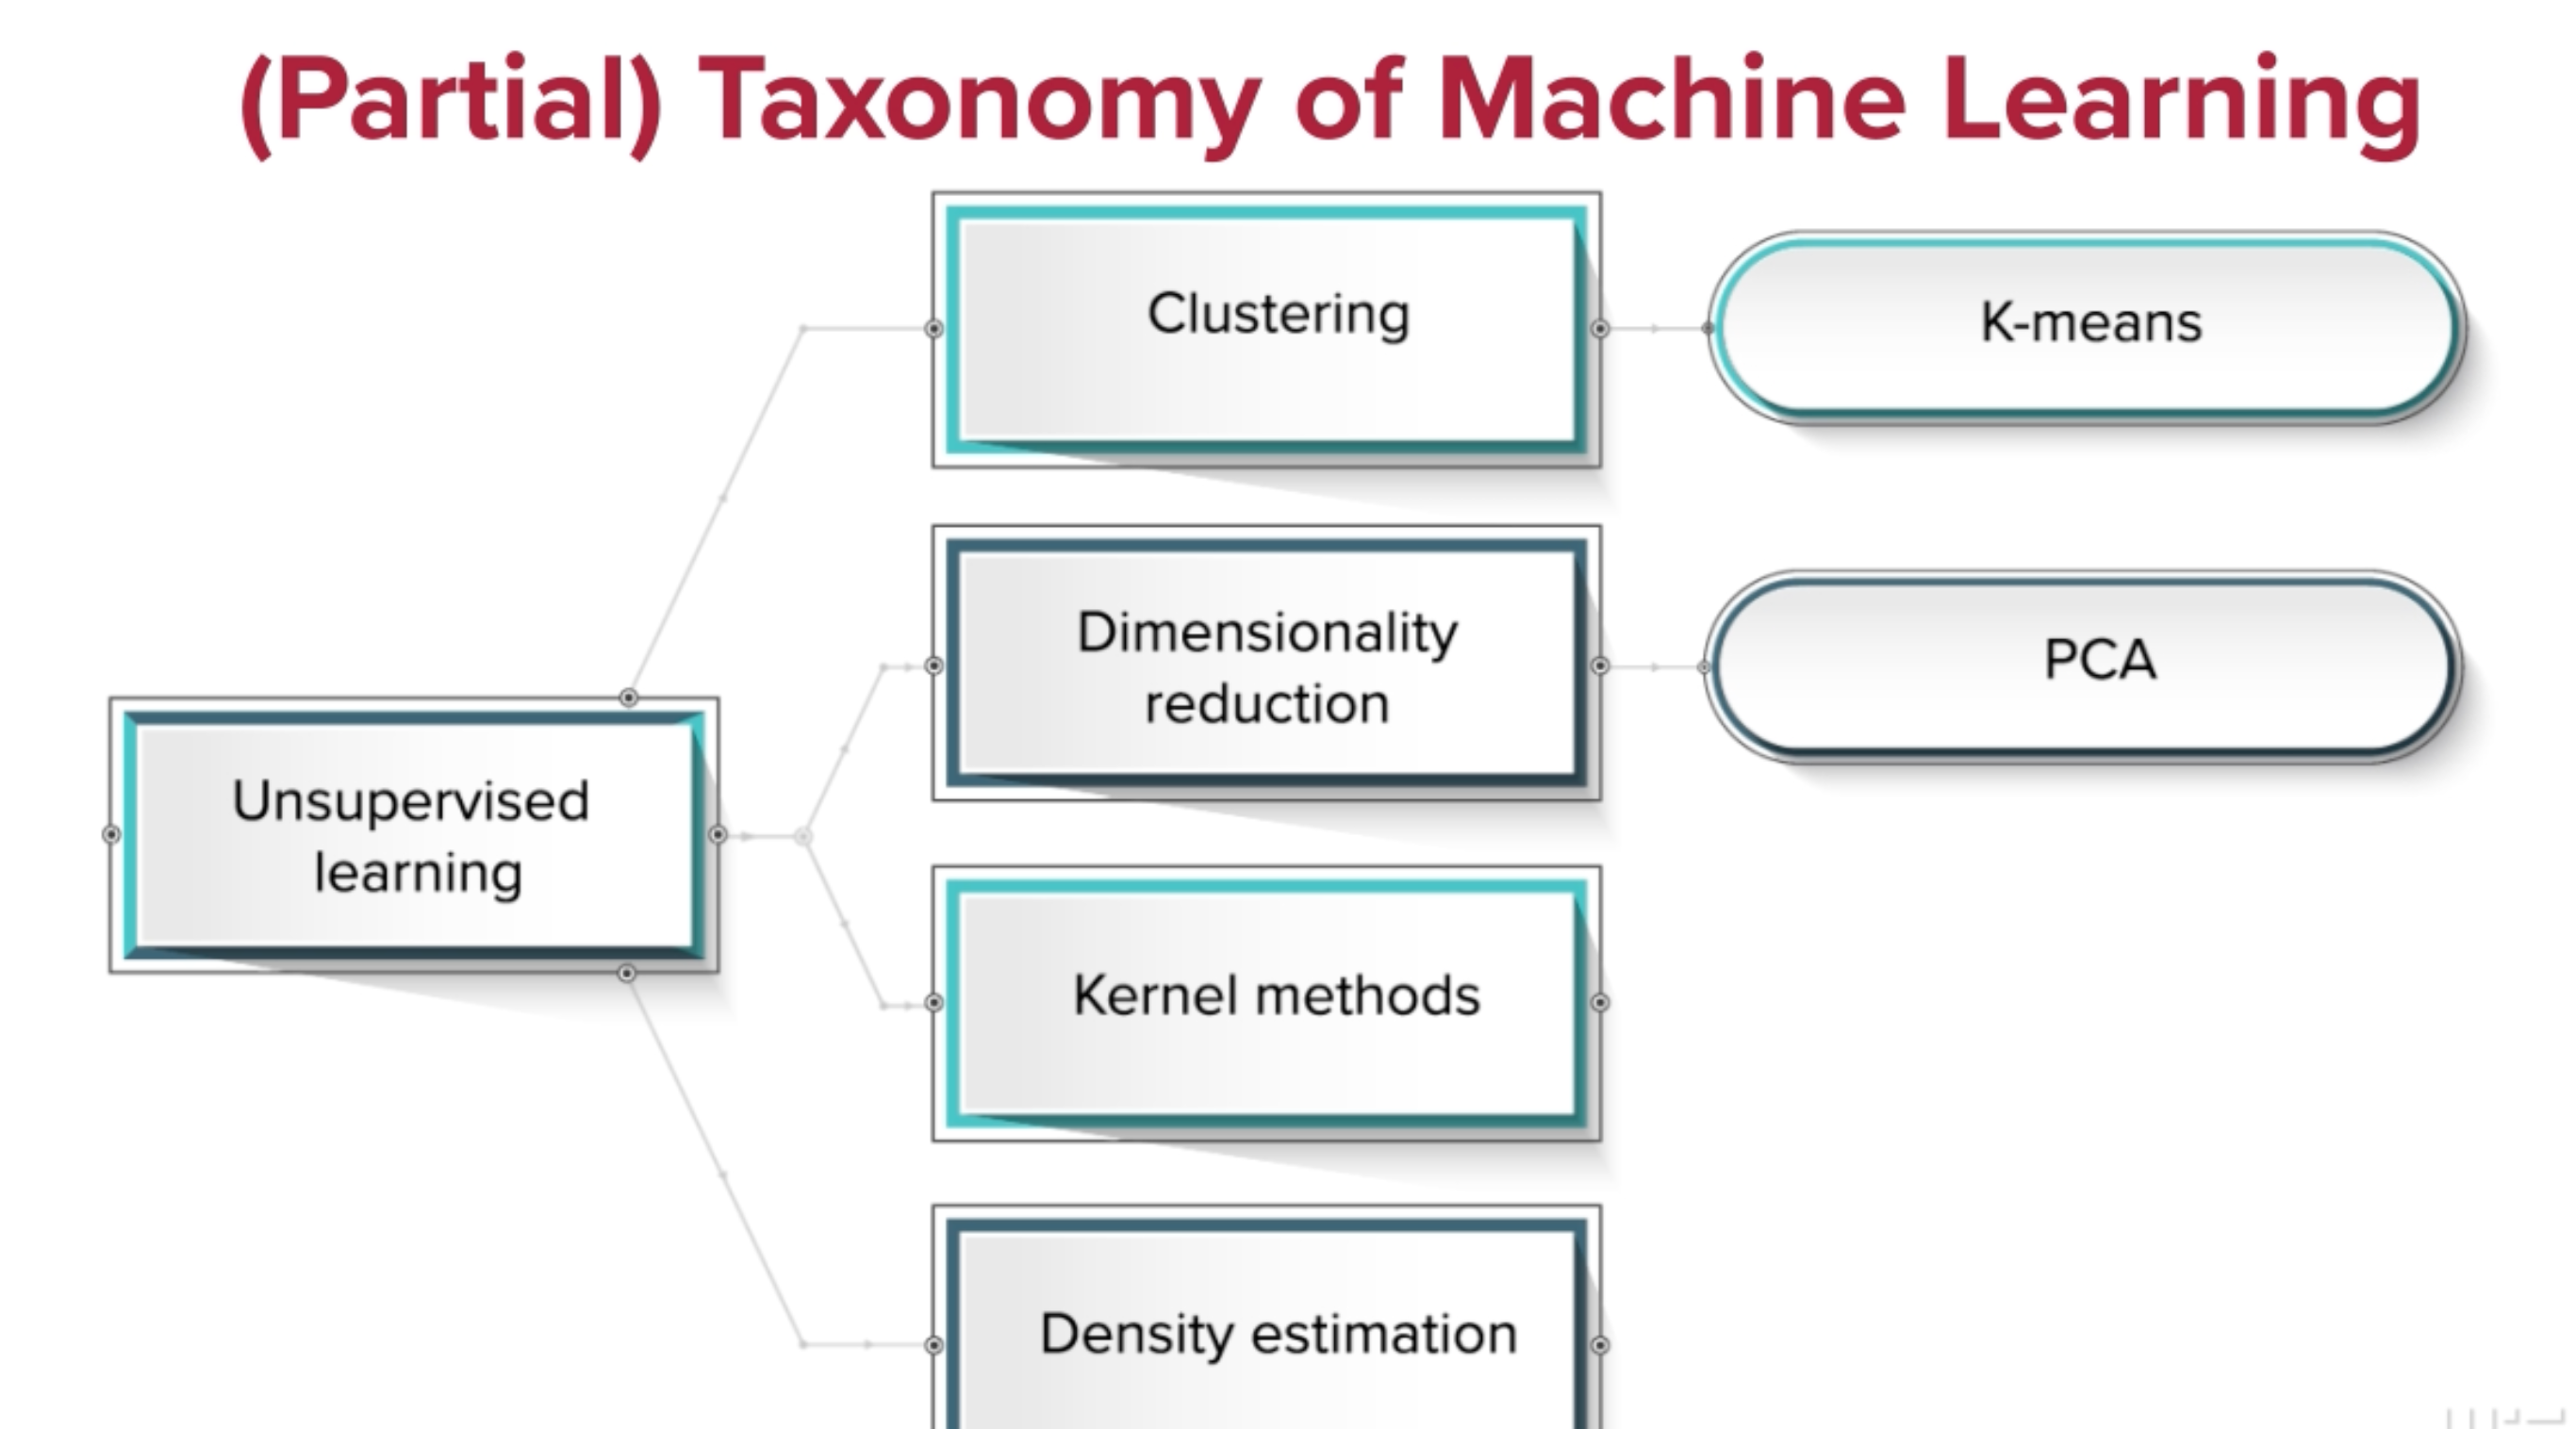 (Partial) Taxonomy of Machine Learning
Clustering
K-means
Dimensionality
reduction
PCA
Unsupervised
learning
Kernel methods
Density estimation